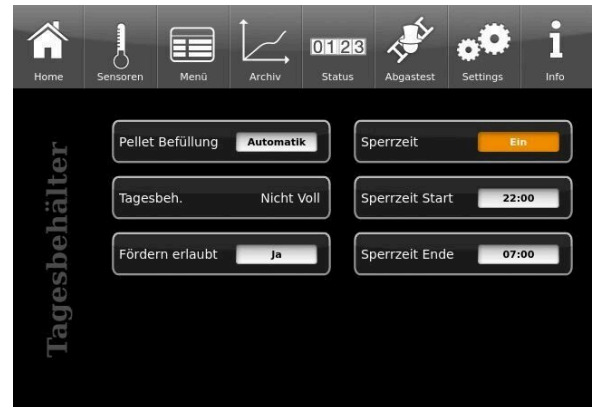 0123
Home Sensoren Menü Archiv Status Abgastest Settings Info
Tagesbehälter
Pellet Befüllung Automatik
Tagesbeh. Nicht Voll
Fördern erlaubt Ja
Sperrzeit Ein
Sperrzeit Start 22:00
Sperrzeit Ende 07:00